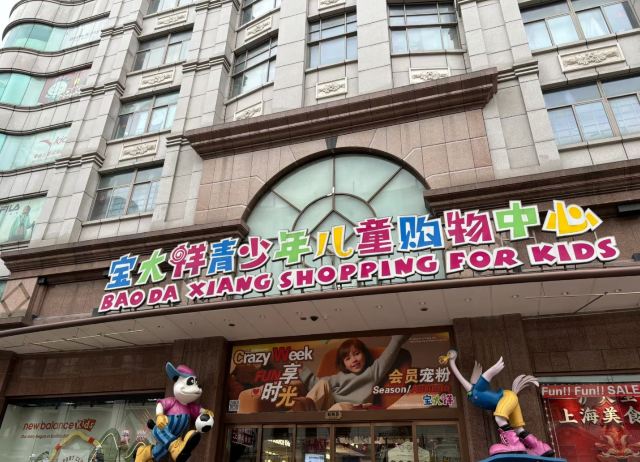 宝大祥青少年儿童购物中心
BAO DA XIANG SHOPPING FOR KIDS
Crazy Week
FUN享
时光
会员宠粉
Season/
宝大祥
new balance Kids
Fun!! Fun!! SALE
上海美食
FILA